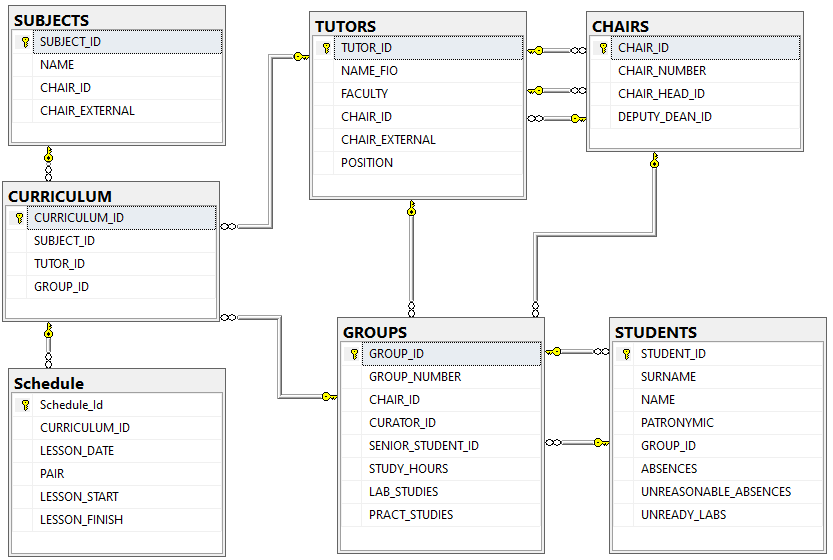 SUBJECTS
SUBJECT_ID
NAME
CHAIR_ID
CHAIR_EXTERNAL
TUTORS
TUTOR_ID
NAME_FIO
FACULTY
CHAIR_ID
CHAIR_EXTERNAL
POSITION
CHAIRS
CHAIR_ID
CHAIR_NUMBER
CHAIR_HEAD_ID
DEPUTY_DEAN_ID
CURRICULUM
CURRICULUM_ID
SUBJECT_ID
TUTOR_ID
GROUP_ID
Schedule
Schedule_Id
CURRICULUM_ID
LESSON_DATE
PAIR
LESSON_START
LESSON_FINISH
GROUPS
GROUP_ID
GROUP_NUMBER
CHAIR_ID
CURATOR_ID
SENIOR_STUDENT_ID
STUDY_HOURS
LAB_STUDIES
PRACT_STUDIES
STUDENTS
STUDENT_ID
SURNAME
NAME
PATRONYMIC
GROUP_ID
ABSENCES
UNREASONABLE_ABSENCES
UNREADY_LABS